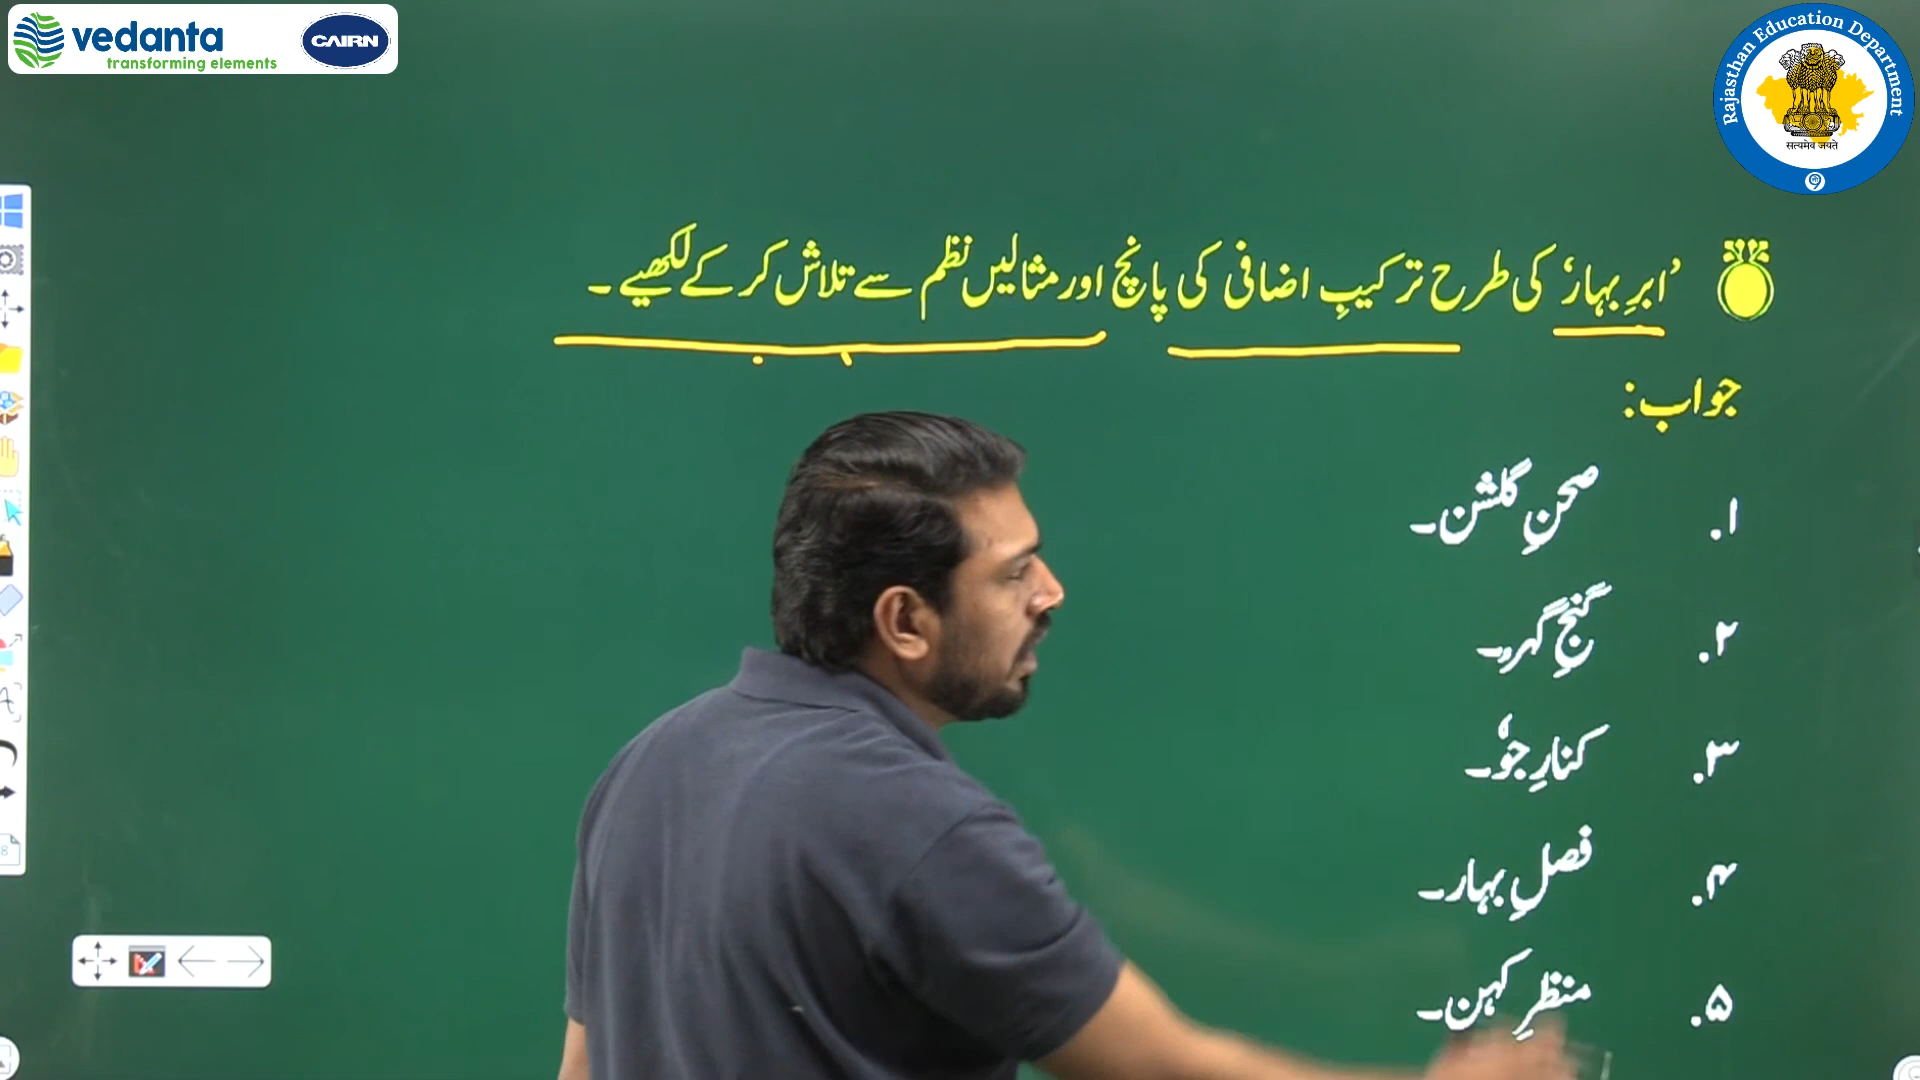 vedanta
transforming elements
CAIRN
Rajasthan Education Department
सत्यमेव जयते
’ابرِ بہار‘ کی طرح ترکیبِ اضافی کی پانچ اور مثالیں نظم سے تلاش کر کے لکھیے۔
جواب:
۱. صحنِ گلشن۔
۲. گنجِ گہر۔
۳. کنارِ جوٗ۔
۴. فصلِ بہار۔
۵. منظرِ کہن۔